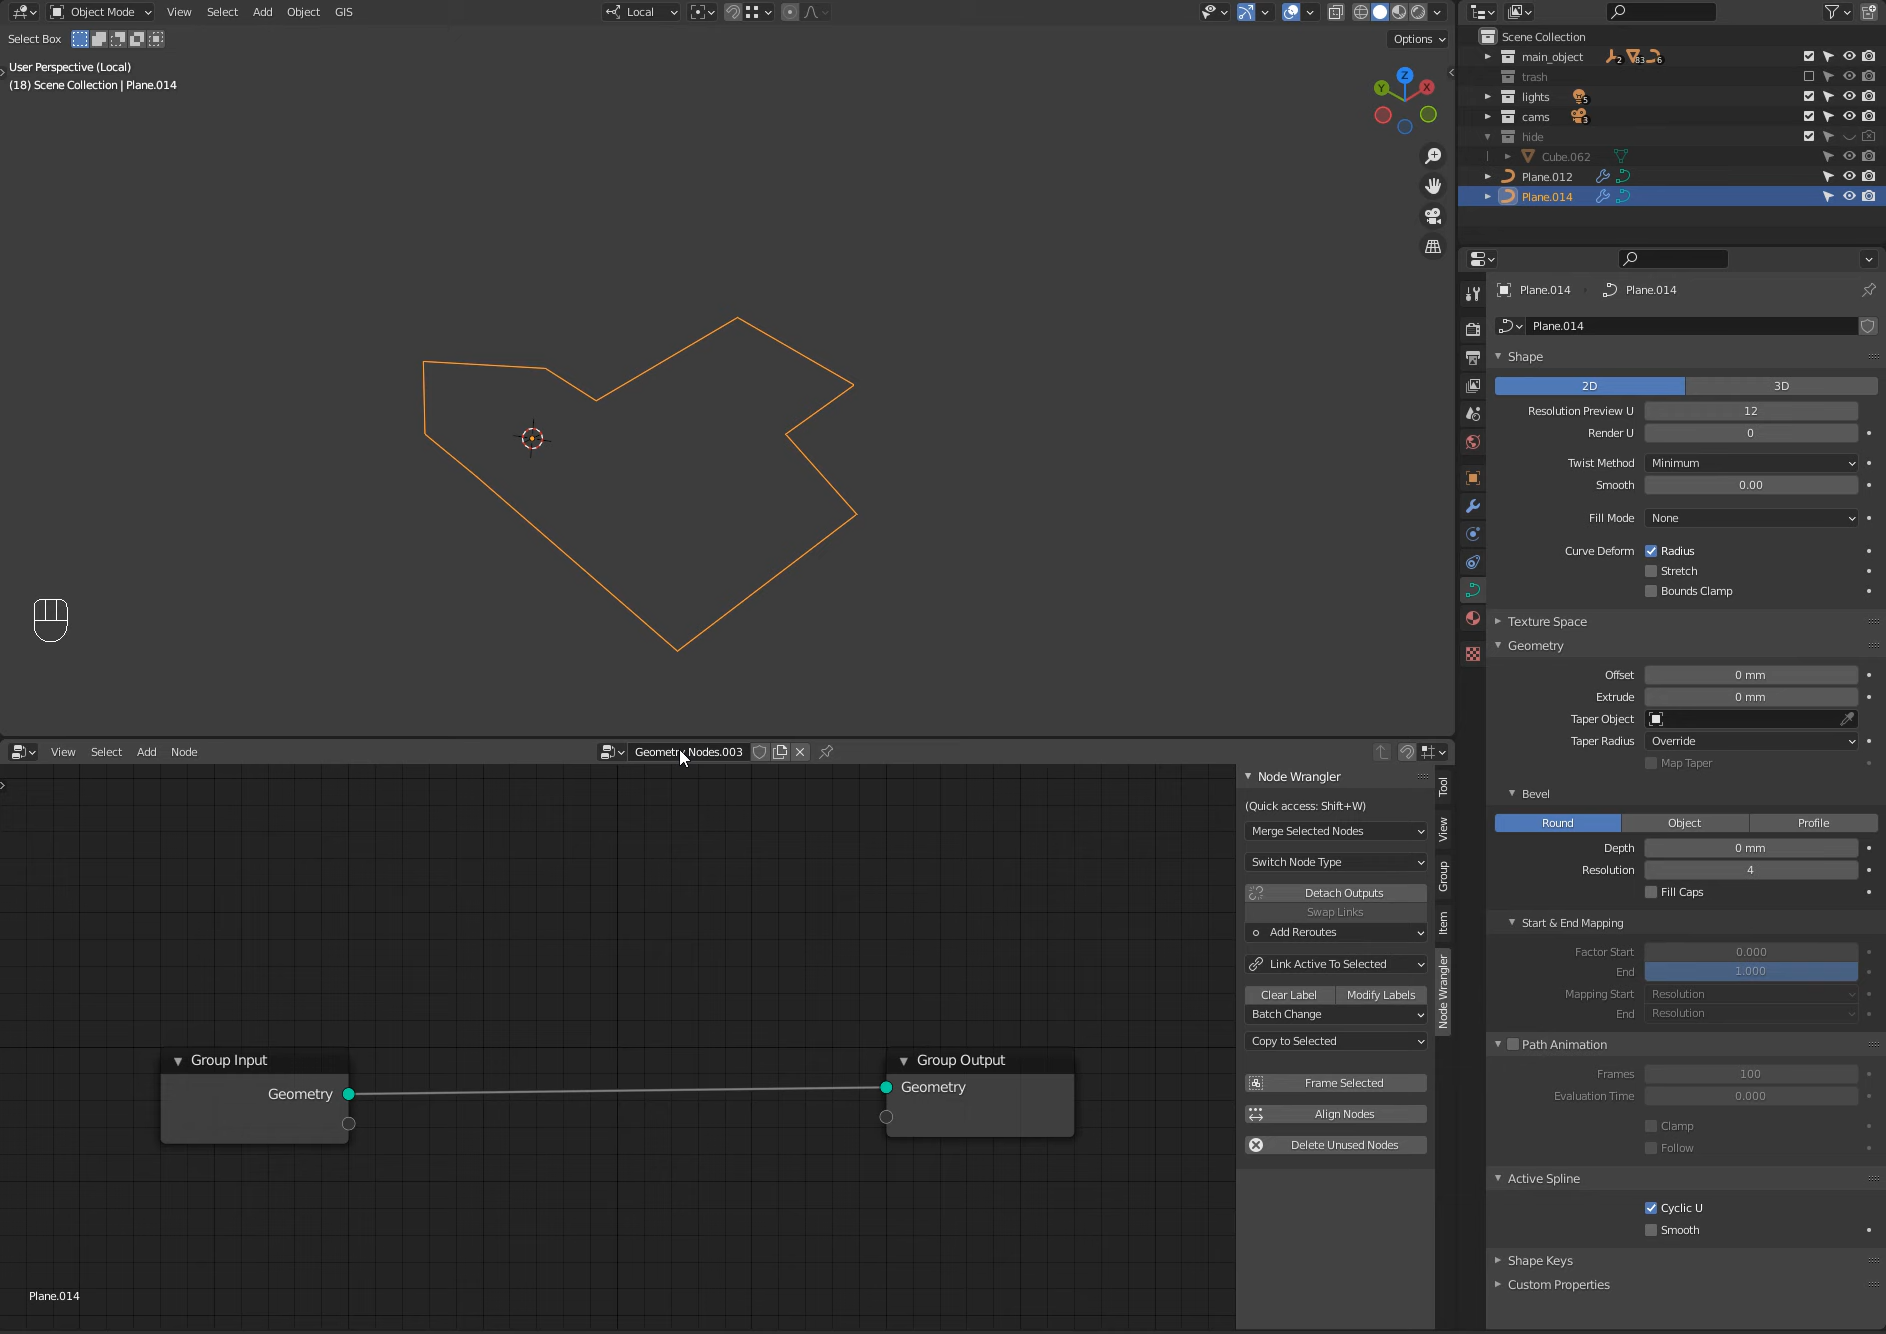 Object Mode View Select Add Object GIS Local
Select Box Options
User Perspective (Local)
(18) Scene Collection | Plane.014
Z
Y
X
View Select Add Node Geometry Nodes.003
Group Input
Geometry
Group Output
Geometry
Plane.014
Node Wrangler
(Quick access: Shift+W)
Merge Selected Nodes
Switch Node Type
Detach Outputs
Swap Links
Add Reroutes
Link Active To Selected
Clear Label Modify Labels
Batch Change
Copy to Selected
Frame Selected
Align Nodes
Delete Unused Nodes
Tool
View
Group
Item
Node Wrangler
Scene Collection
main_object 2 83 6
trash
lights 5
cams 3
hide
Cube.062
Plane.012
Plane.014
Plane.014 Plane.014
Plane.014
Shape
2D 3D
Resolution Preview U 12
Render U 0
Twist Method Minimum
Smooth 0.00
Fill Mode None
Curve Deform Radius
Stretch
Bounds Clamp
Texture Space
Geometry
Offset 0 mm
Extrude 0 mm
Taper Object
Taper Radius Override
Map Taper
Bevel
Round Object Profile
Depth 0 mm
Resolution 4
Fill Caps
Start & End Mapping
Factor Start 0.000
End 1.000
Mapping Start Resolution
End Resolution
Path Animation
Frames 100
Evaluation Time 0.000
Clamp
Follow
Active Spline
Cyclic U
Smooth
Shape Keys
Custom Properties